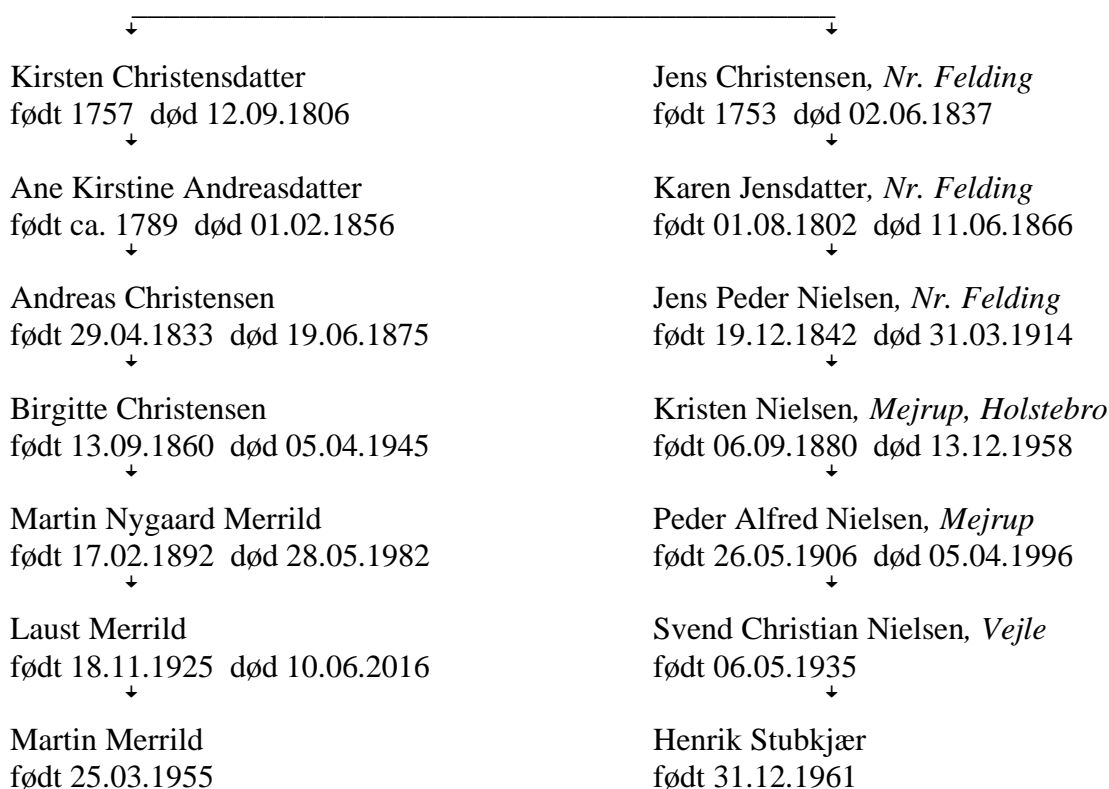 Kirsten Christensdatter
født 1757 død 12.09.1806
Ane Kirstine Andreasdatter
født ca. 1789 død 01.02.1856
Andreas Christensen
født 29.04.1833 død 19.06.1875
Birgitte Christensen
født 13.09.1860 død 05.04.1945
Martin Nygaard Merrild
født 17.02.1892 død 28.05.1982
Laust Merrild
født 18.11.1925 død 10.06.2016
Martin Merrild
født 25.03.1955
Jens Christensen, Nr. Felding
født 1753 død 02.06.1837
Karen Jensdatter, Nr. Felding
født 01.08.1802 død 11.06.1866
Jens Peder Nielsen, Nr. Felding
født 19.12.1842 død 31.03.1914
Kristen Nielsen, Mejrup, Holstebro
født 06.09.1880 død 13.12.1958
Peder Alfred Nielsen, Mejrup
født 26.05.1906 død 05.04.1996
Svend Christian Nielsen, Vejle
født 06.05.1935
Henrik Stubkjær
født 31.12.1961